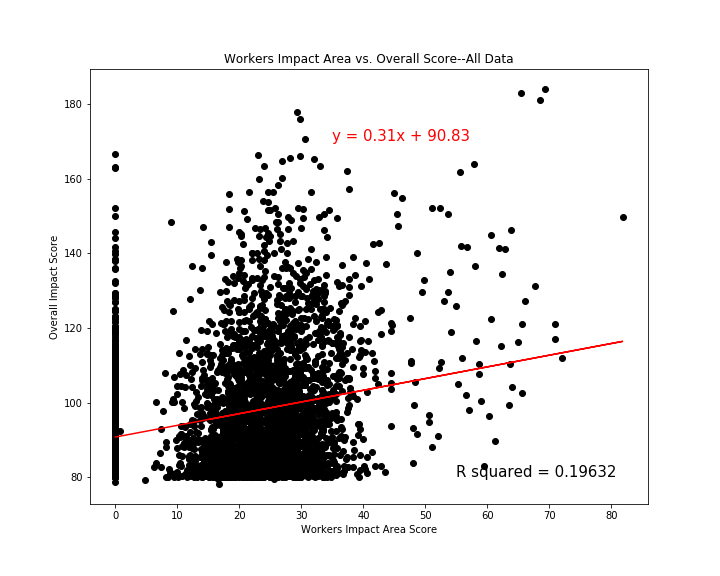 Workers Impact Area vs. Overall Score--All Data
Overall Impact Score
180
160
140
120
100
80
y = 0.31x + 90.83
R squared = 0.19632
0 10 20 30 40 50 60 70 80
Workers Impact Area Score